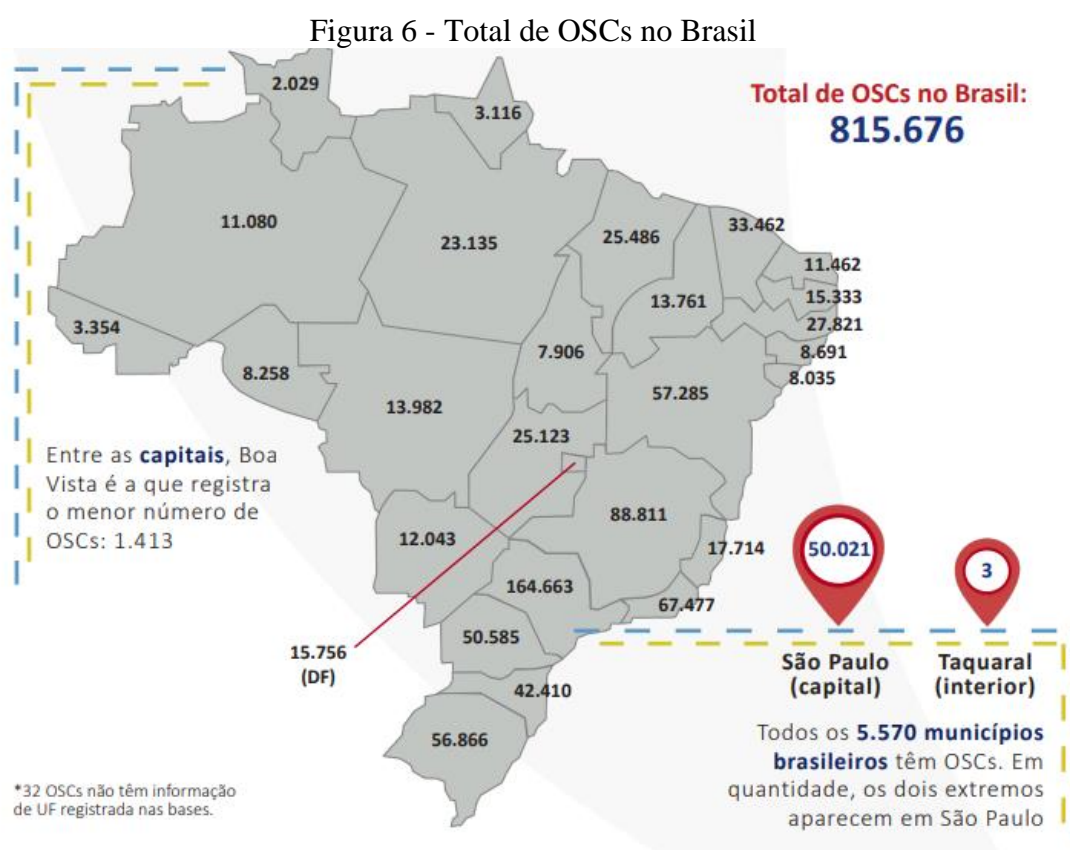 Figura 6 - Total de OSCs no Brasil
Total de OSCs no Brasil:
815.676
2.029
3.116
11.080
23.135
25.486
33.462
11.462
13.761
15.333
27.821
3.354
7.906
8.691
8.258
8.035
13.982
57.285
25.123
Entre as capitais, Boa
Vista é a que registra
o menor número de
OSCs: 1.413
88.811
12.043
17.714
50.021
3
164.663
67.477
50.585
15.756
(DF)
São Paulo
(capital)
Taquaral
(interior)
42.410
56.866
Todos os 5.570 municípios
brasileiros têm OSCs. Em
quantidade, os dois extremos
aparecem em São Paulo
*32 OSCs não têm informação
de UF registrada nas bases.